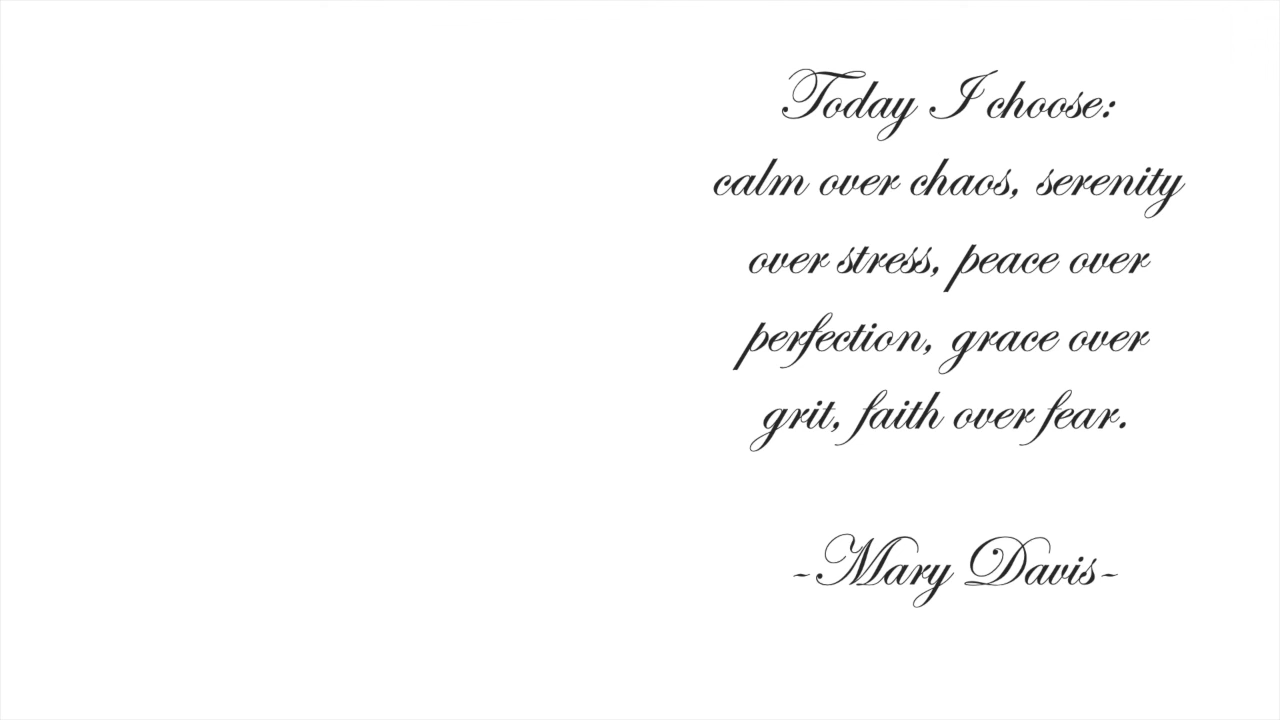 Today I choose:
calm over chaos, serenity
over stress, peace over
perfection, grace over
grit, faith over fear.
-Mary Davis-